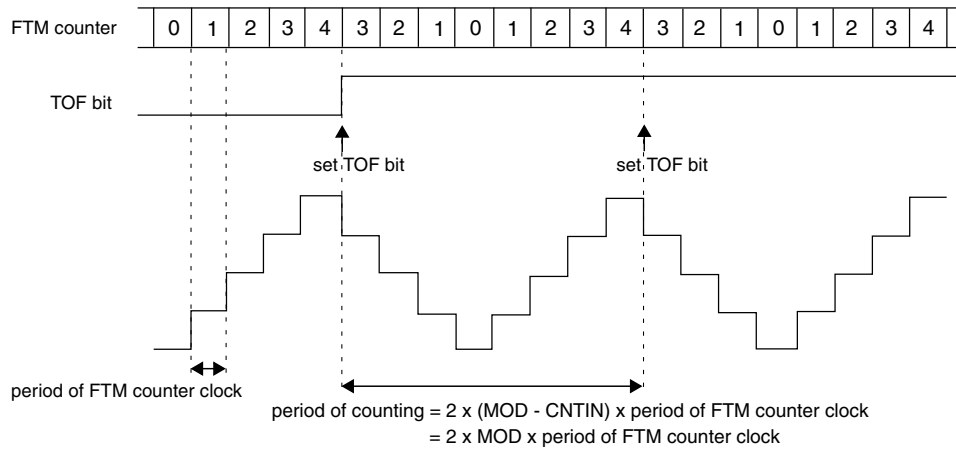 FTM counter 0 1 2 3 4 3 2 1 0 1 2 3 4 3 2 1 0 1 2 3 4
TOF bit
set TOF bit set TOF bit
period of FTM counter clock
period of counting = 2 x (MOD - CNTIN) x period of FTM counter clock
= 2 x MOD x period of FTM counter clock